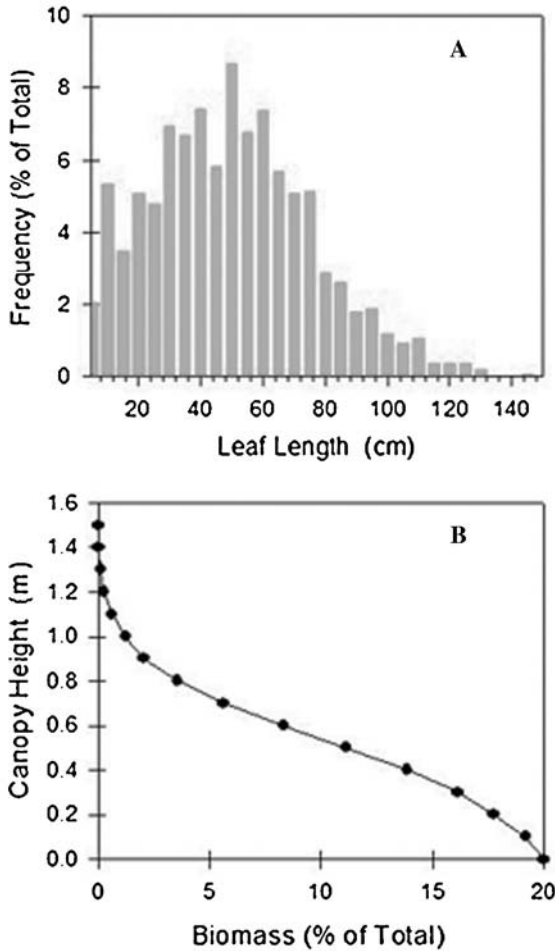 A
Frequency (% of Total)
10
8
6
4
2
0
20 40 60 80 100 120 140
Leaf Length (cm)
B
Canopy Height (m)
1.6
1.4
1.2
1.0
0.8
0.6
0.4
0.2
0.0
0 5 10 15 20
Biomass (% of Total)